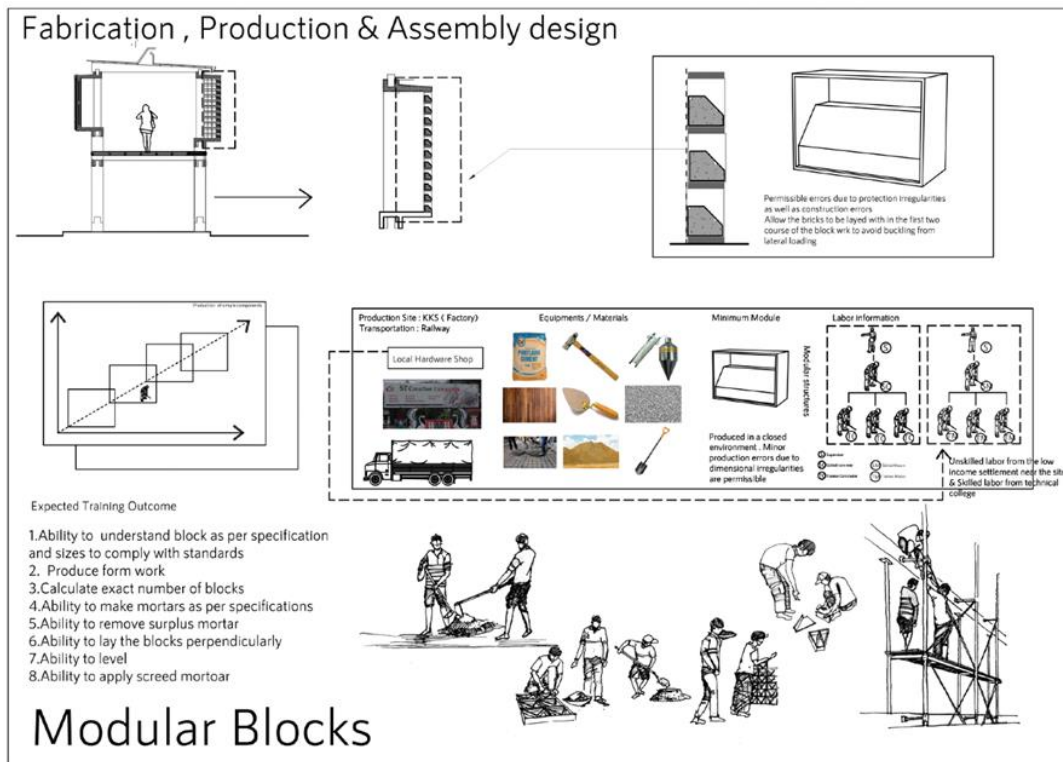 Fabrication , Production & Assembly design
Permissible errors due to protection irregularities
as well as construction errors
Allow the bricks to be layed with in the first two
course of the block wrk to avoid buckling from
lateral loading
Production Site : KKS ( Factory)
Transportation : Railway
Local Hardware Shop
Equipments / Materials
PORTLAND
CEMENT
Minimum Module
Produced in a closed
environment . Minor
production errors due to
dimensional irregularities
are permissible
Modular structures
Labor information
Unskilled labor from the low
income settlement near the site
& Skilled labor from technical
college
Expected Training Outcome
1.Ability to understand block as per specification
and sizes to comply with standards
2. Produce form work
3.Calculate exact number of blocks
4.Ability to make mortars as per specifications
5.Ability to remove surplus mortar
6.Ability to lay the blocks perpendicularly
7.Ability to level
8.Ability to apply screed mortoar
Modular Blocks